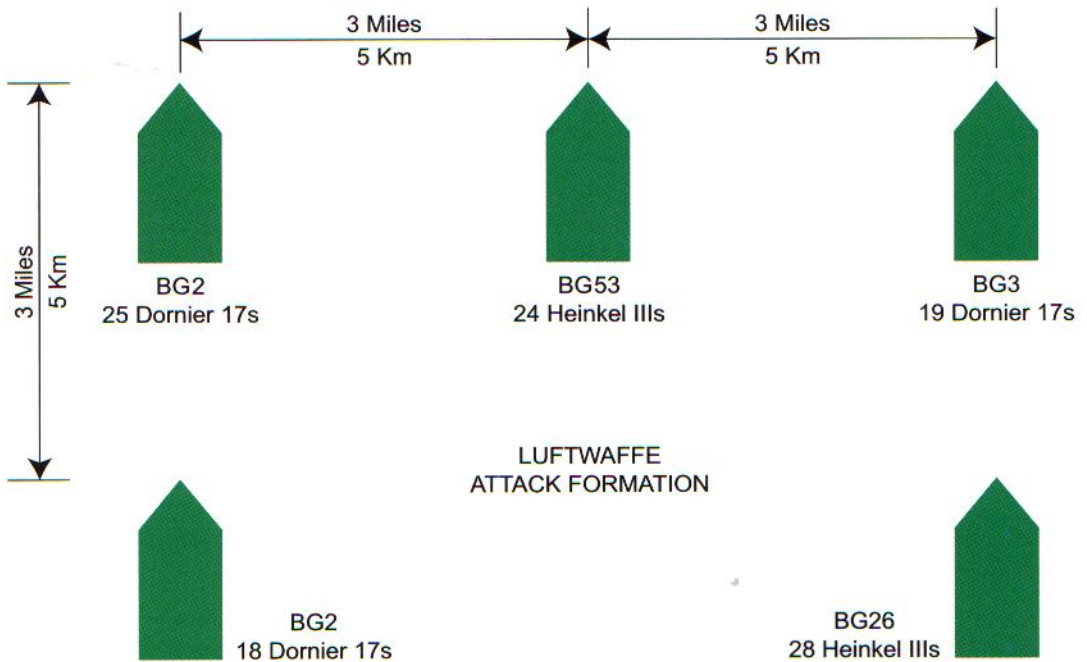 3 Miles
5 Km
3 Miles
5 Km
3 Miles
5 Km
BG2
25 Dornier 17s
BG53
24 Heinkel IIIs
BG3
19 Dornier 17s
LUFTWAFFE
ATTACK FORMATION
BG2
18 Dornier 17s
BG26
28 Heinkel IIIs